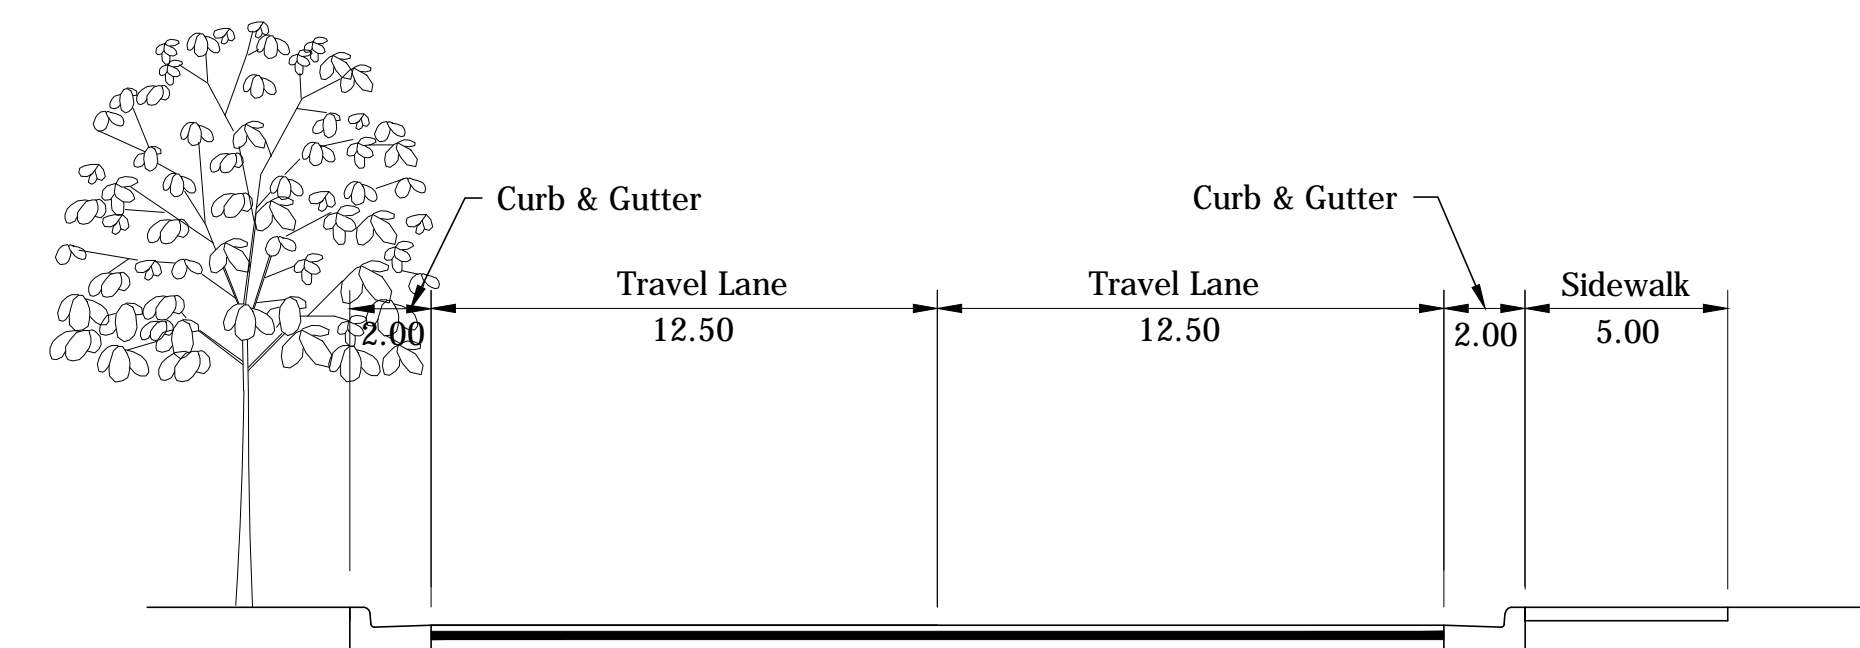 Curb & Gutter
Curb & Gutter
Travel Lane
Travel Lane
Sidewalk
2.00
12.50
12.50
2.00
5.00